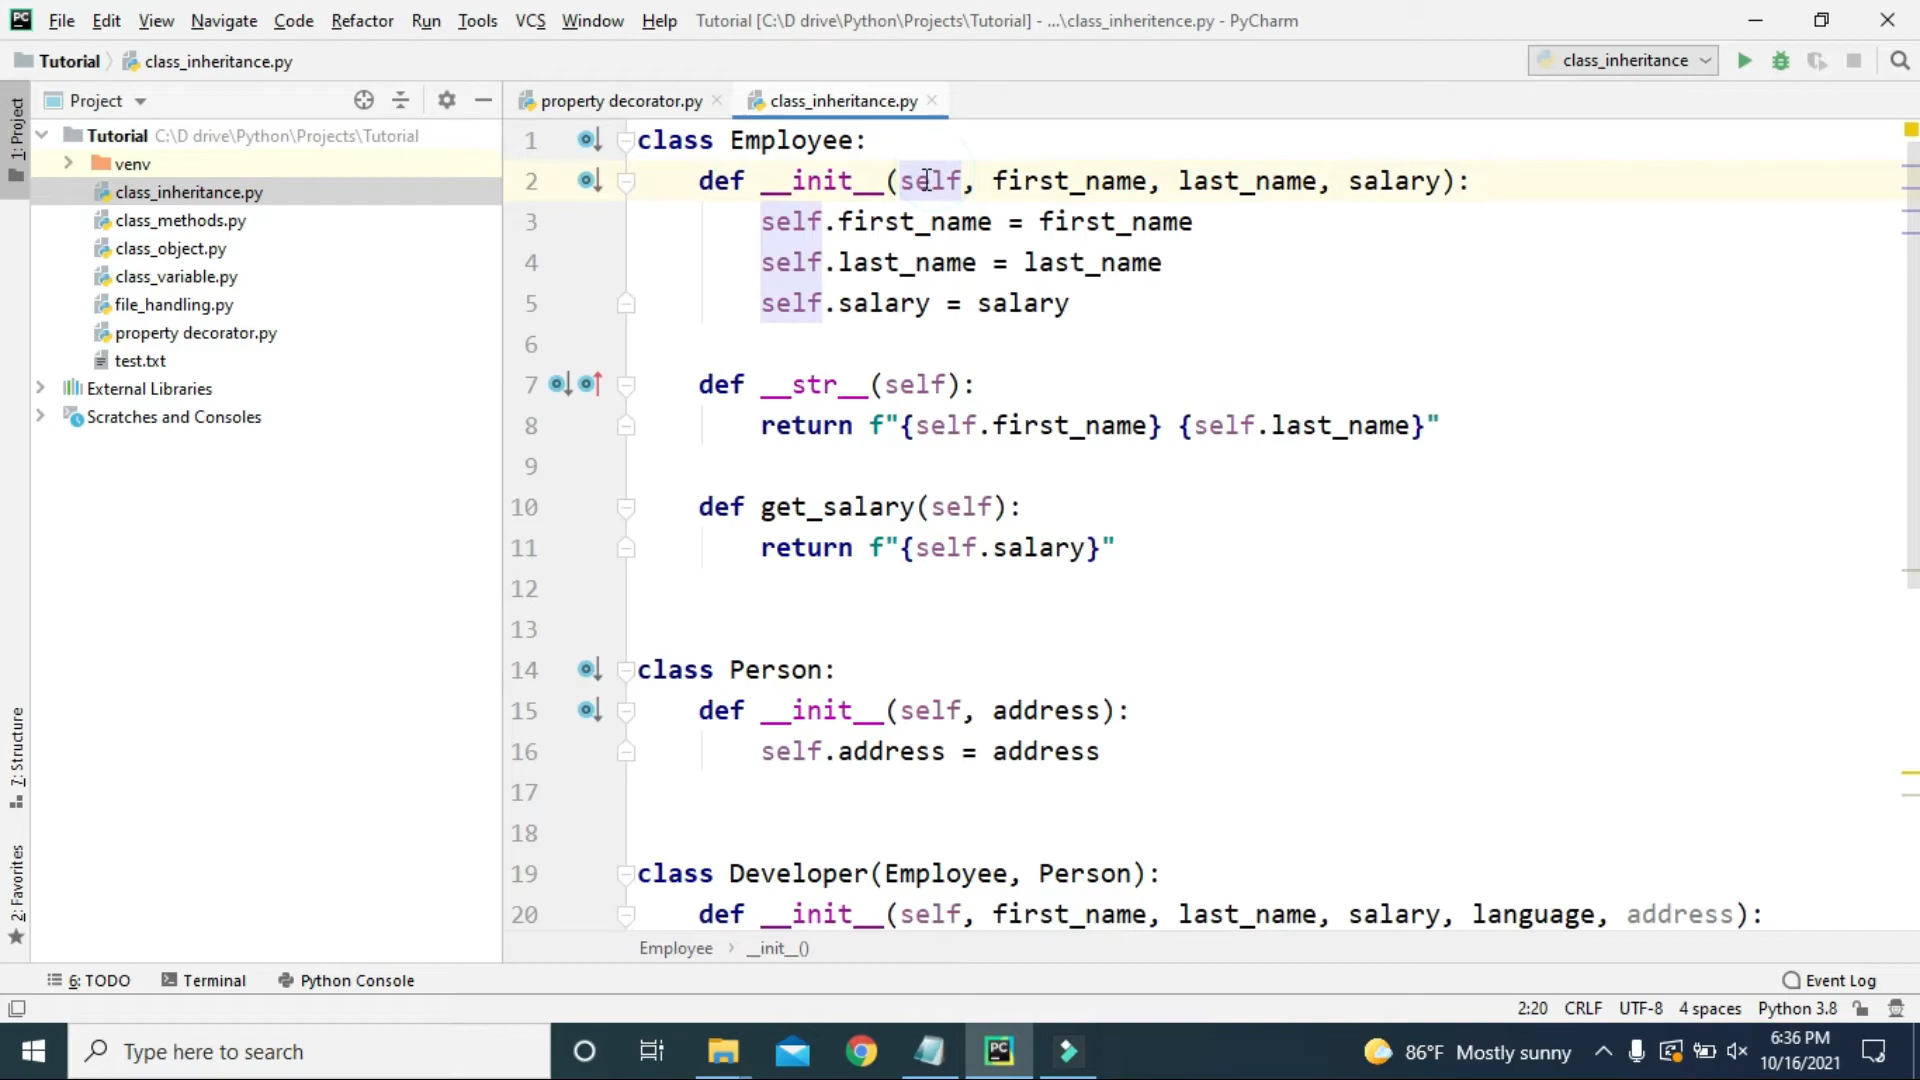 PC File Edit View Navigate Code Refactor Run Tools VCS Window Help Tutorial [C:\D drive\Python\Projects\Tutorial] - ...\class_inheritence.py - PyCharm
Tutorial class_inheritance.py class_inheritance
Project property decorator.py class_inheritance.py
1: Project
Tutorial C:\D drive\Python\Projects\Tutorial
venv
class_inheritance.py
class_methods.py
class_object.py
class_variable.py
file_handling.py
property decorator.py
test.txt
External Libraries
Scratches and Consoles
7: Structure
2: Favorites
1 class Employee:
2 def __init__(self, first_name, last_name, salary):
3 self.first_name = first_name
4 self.last_name = last_name
5 self.salary = salary
6
7 def __str__(self):
8 return f"{self.first_name} {self.last_name}"
9
10 def get_salary(self):
11 return f"{self.salary}"
12
13
14 class Person:
15 def __init__(self, address):
16 self.address = address
17
18
19 class Developer(Employee, Person):
20 def __init__(self, first_name, last_name, salary, language, address):
Employee › __init__()
6: TODO Terminal Python Console Event Log
2:20 CRLF UTF-8 4 spaces Python 3.8
Type here to search PC 86°F Mostly sunny 6:36 PM
10/16/2021